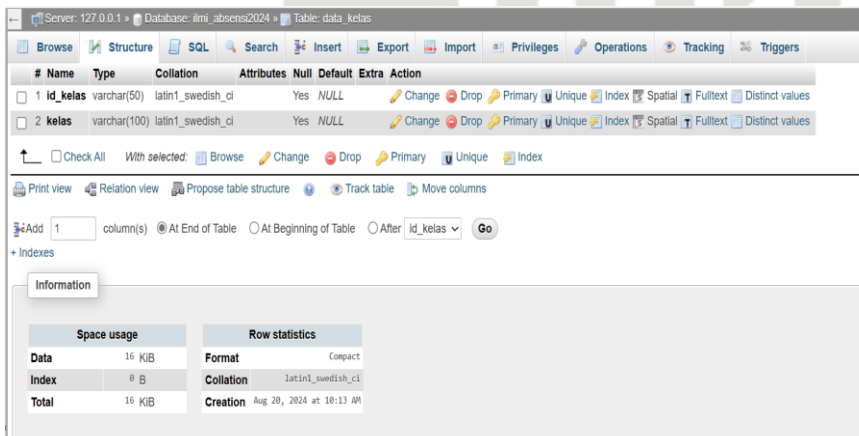 Server: 127.0.0.1 » Database: ilmi_absensi2024 » Table: data_kelas
Browse Structure SQL Search Insert Export Import Privileges Operations Tracking Triggers
# Name Type Collation Attributes Null Default Extra Action
1 id_kelas varchar(50) latin1_swedish_ci Yes NULL Change Drop Primary Unique Index Spatial Fulltext Distinct values
2 kelas varchar(100) latin1_swedish_ci Yes NULL Change Drop Primary Unique Index Spatial Fulltext Distinct values
Check All With selected: Browse Change Drop Primary Unique Index
Print view Relation view Propose table structure Track table Move columns
Add 1 column(s) At End of Table At Beginning of Table After id_kelas Go
+ Indexes
Information
Space usage
Data 16 KiB
Index 0 B
Total 16 KiB
Row statistics
Format Compact
Collation latin1_swedish_ci
Creation Aug 20, 2024 at 10:13 AM